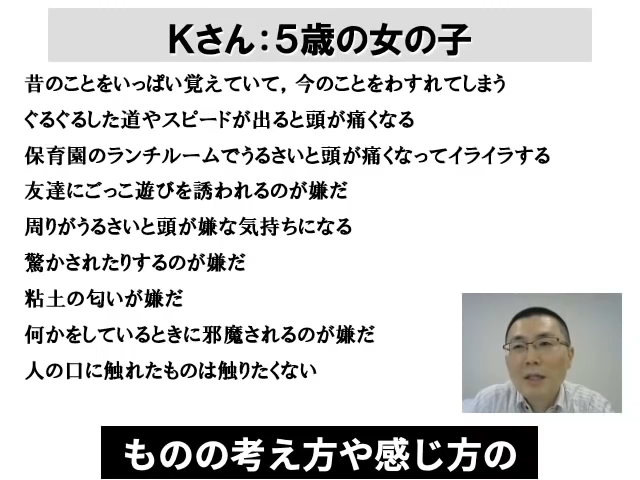 Kさん：5歳の女の子
昔のことをいっぱい覚えていて，今のことをわすれてしまう
ぐるぐるした道やスピードが出ると頭が痛くなる
保育園のランチルームでうるさいと頭が痛くなってイライラする
友達にごっこ遊びを誘われるのが嫌だ
周りがうるさいと頭が嫌な気持ちになる
驚かされたりするのが嫌だ
粘土の匂いが嫌だ
何かをしているときに邪魔されるのが嫌だ
人の口に触れたものは触りたくない
ものの考え方や感じ方の